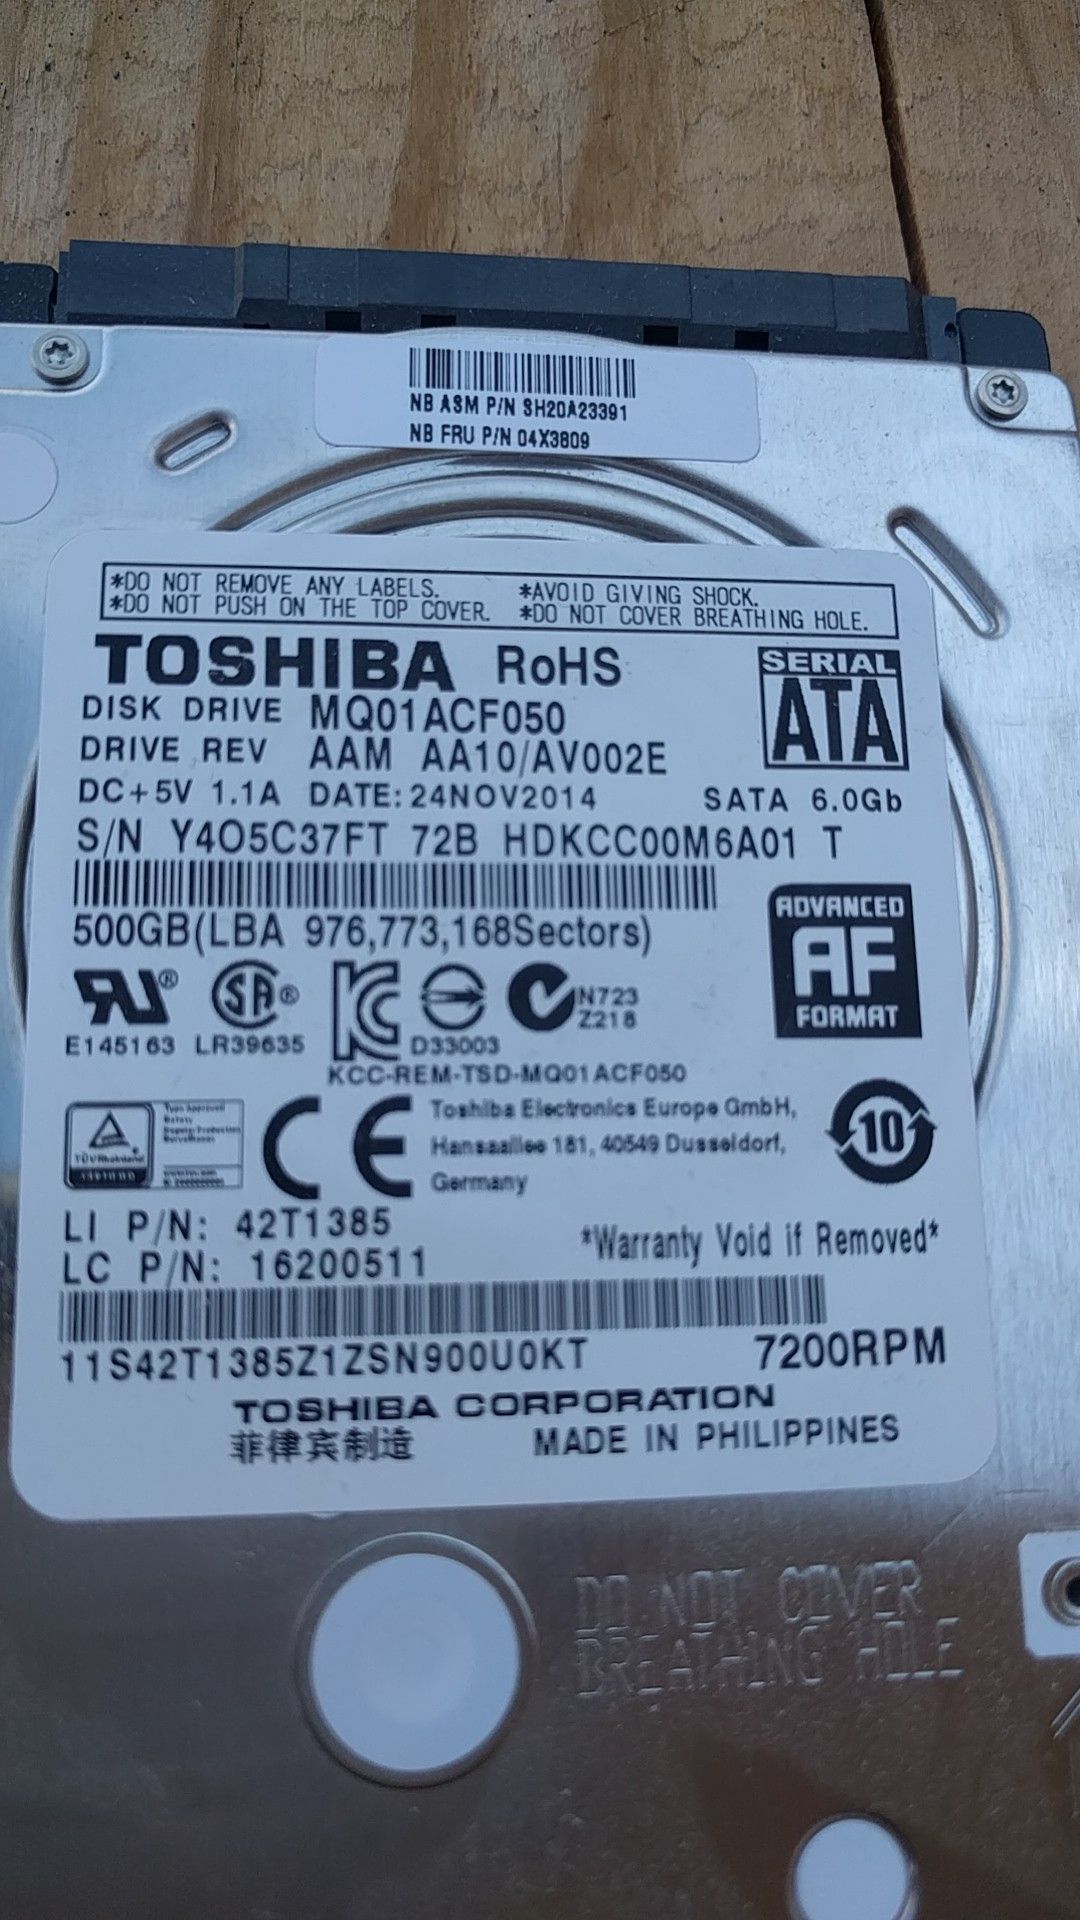 NB ASM P/N SH20A23391
NB FRU P/N 04X3809
*DO NOT REMOVE ANY LABELS. *AVOID GIVING SHOCK.
*DO NOT PUSH ON THE TOP COVER. *DO NOT COVER BREATHING HOLE.
TOSHIBA RoHS
SERIAL
ATA
DISK DRIVE MQ01ACF050
DRIVE REV AAM AA10/AV002E
DC+5V 1.1A DATE:24NOV2014 SATA 6.0Gb
S/N Y4O5C37FT 72B HDKCC00M6A01 T
500GB(LBA 976,773,168Sectors)
ADVANCED
AF
FORMAT
N723
Z218
E145163 LR39635 D33003
KCC-REM-TSD-MQ01ACF050
Toshiba Electronics Europe GmbH,
Hansaallee 181, 40549 Dusseldorf,
Germany
CE
10
LI P/N: 42T1385
LC P/N: 16200511
*Warranty Void if Removed*
11S42T1385Z1ZSN900U0KT 7200RPM
TOSHIBA CORPORATION
菲律宾制造 MADE IN PHILIPPINES
DO NOT COVER
BREATHING HOLE